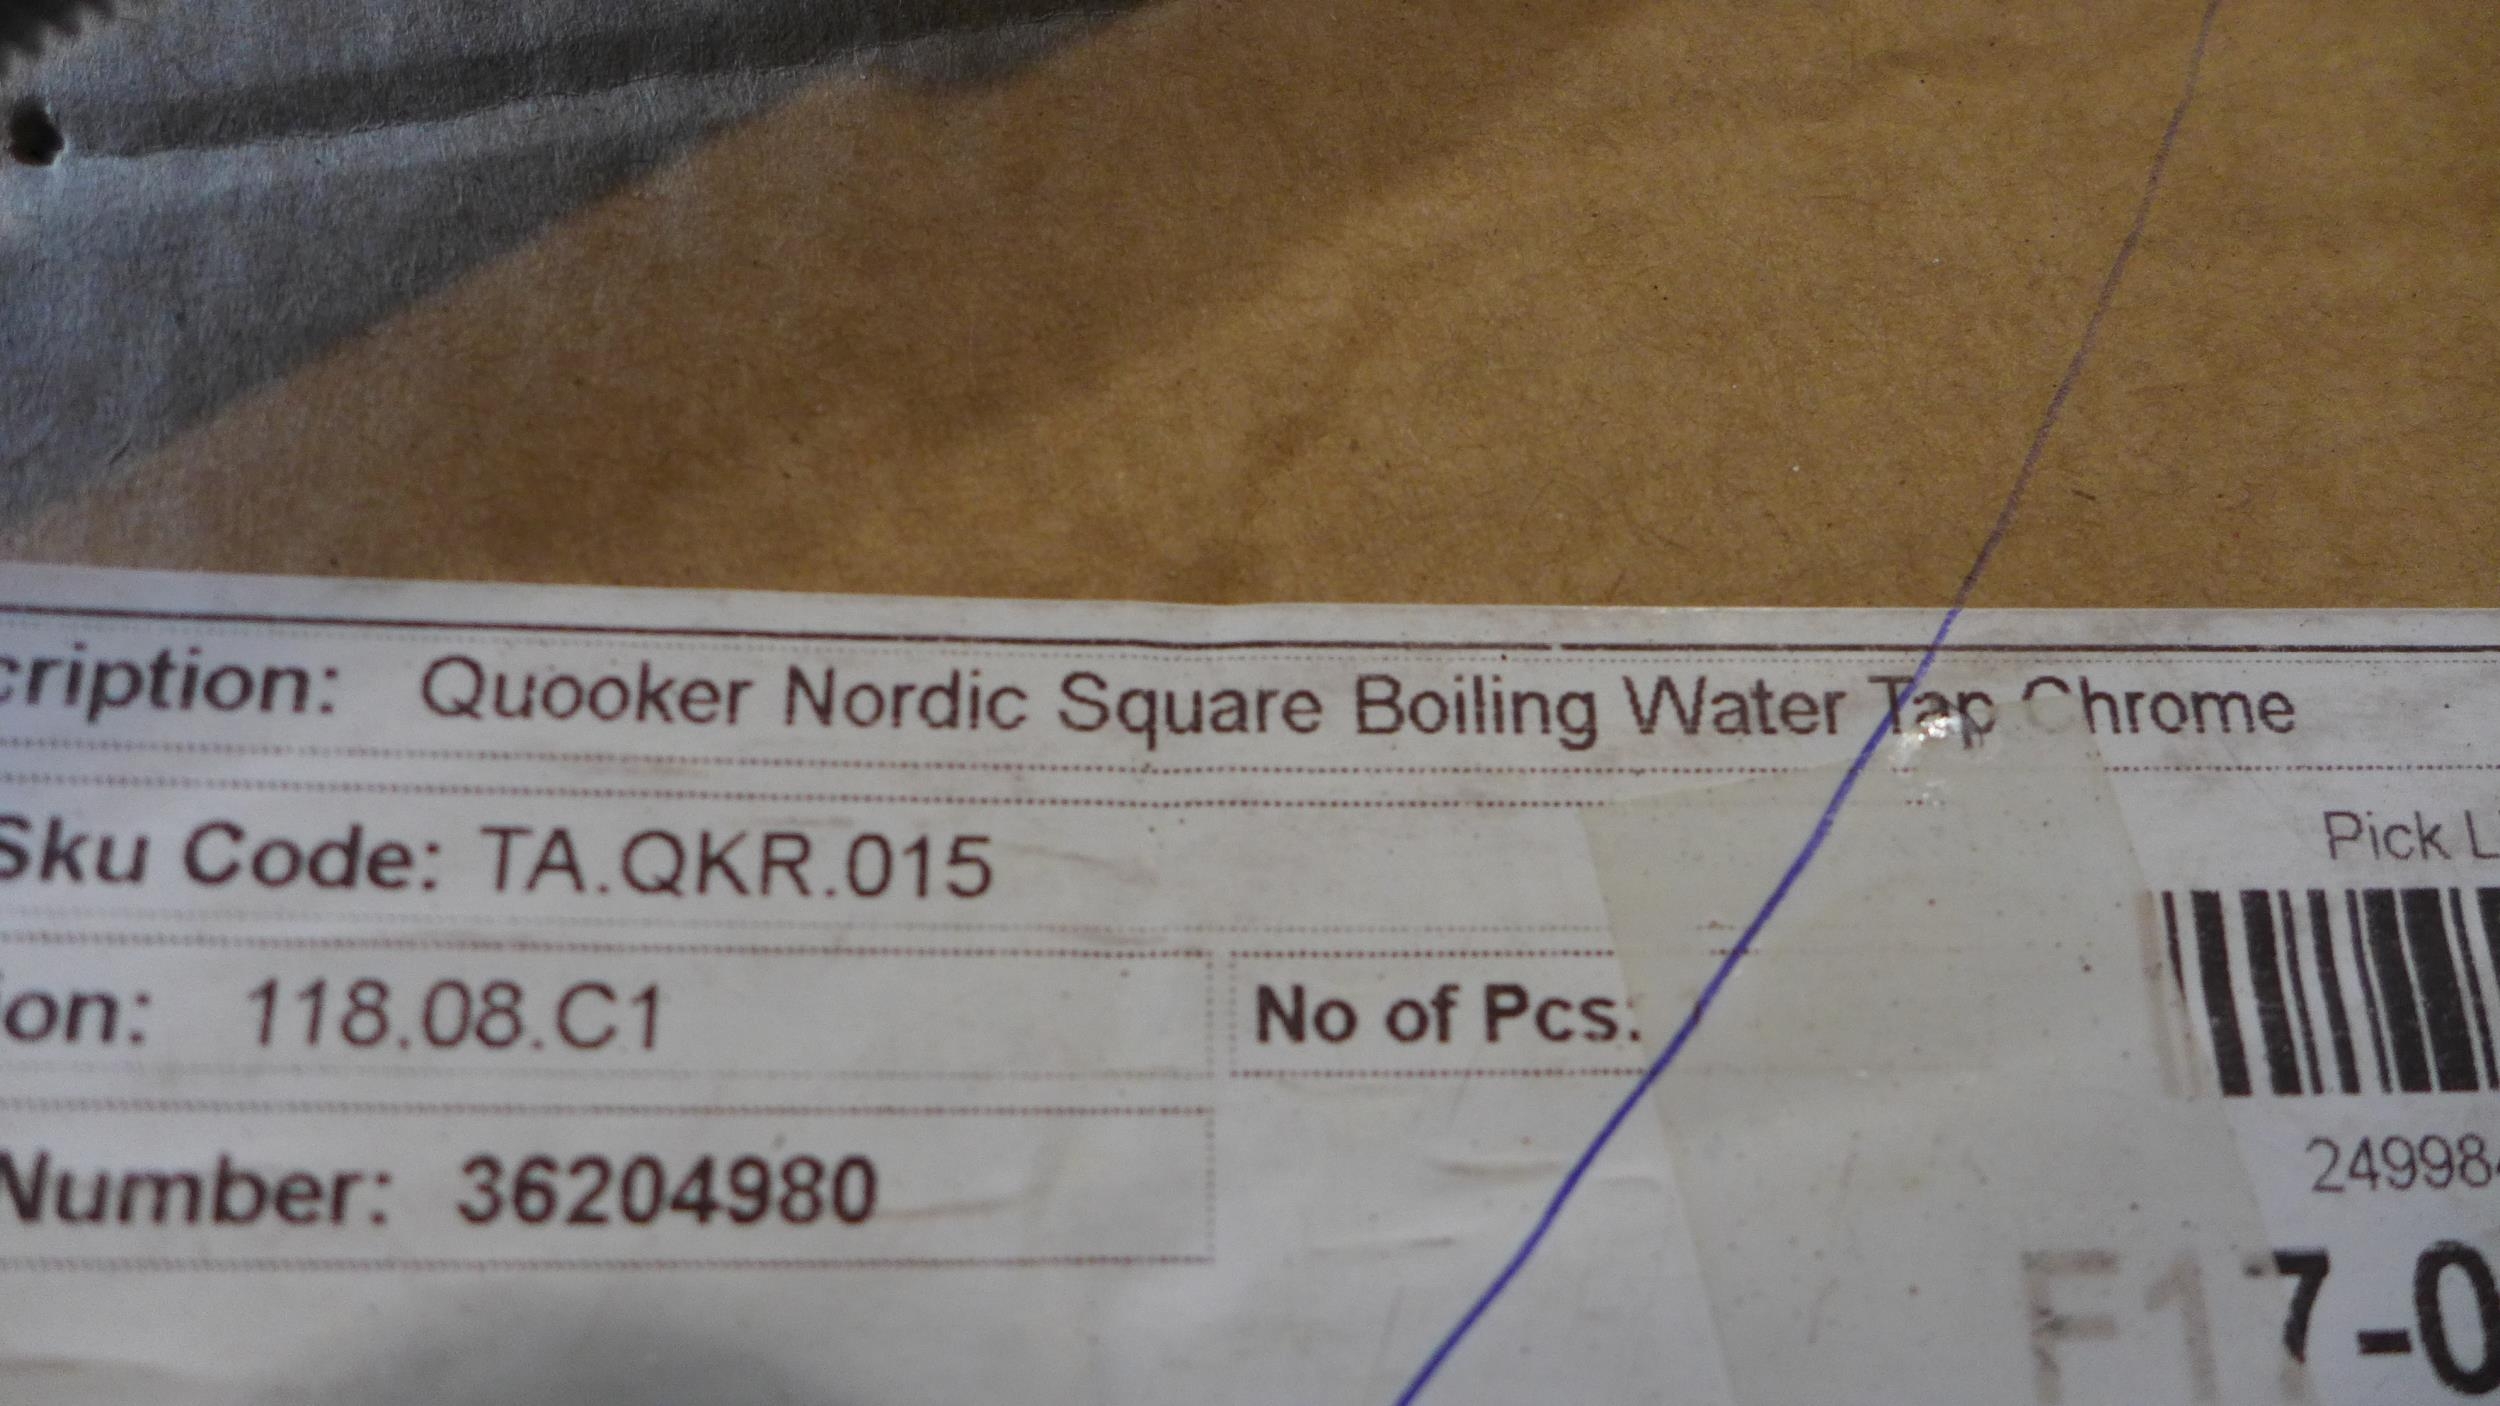 cription: Quooker Nordic Square Boiling Water Tap Chrome
Sku Code: TA.QKR.015
Pick L
ion: 118.08.C1 No of Pcs:
Number: 36204980
24998
F17-0